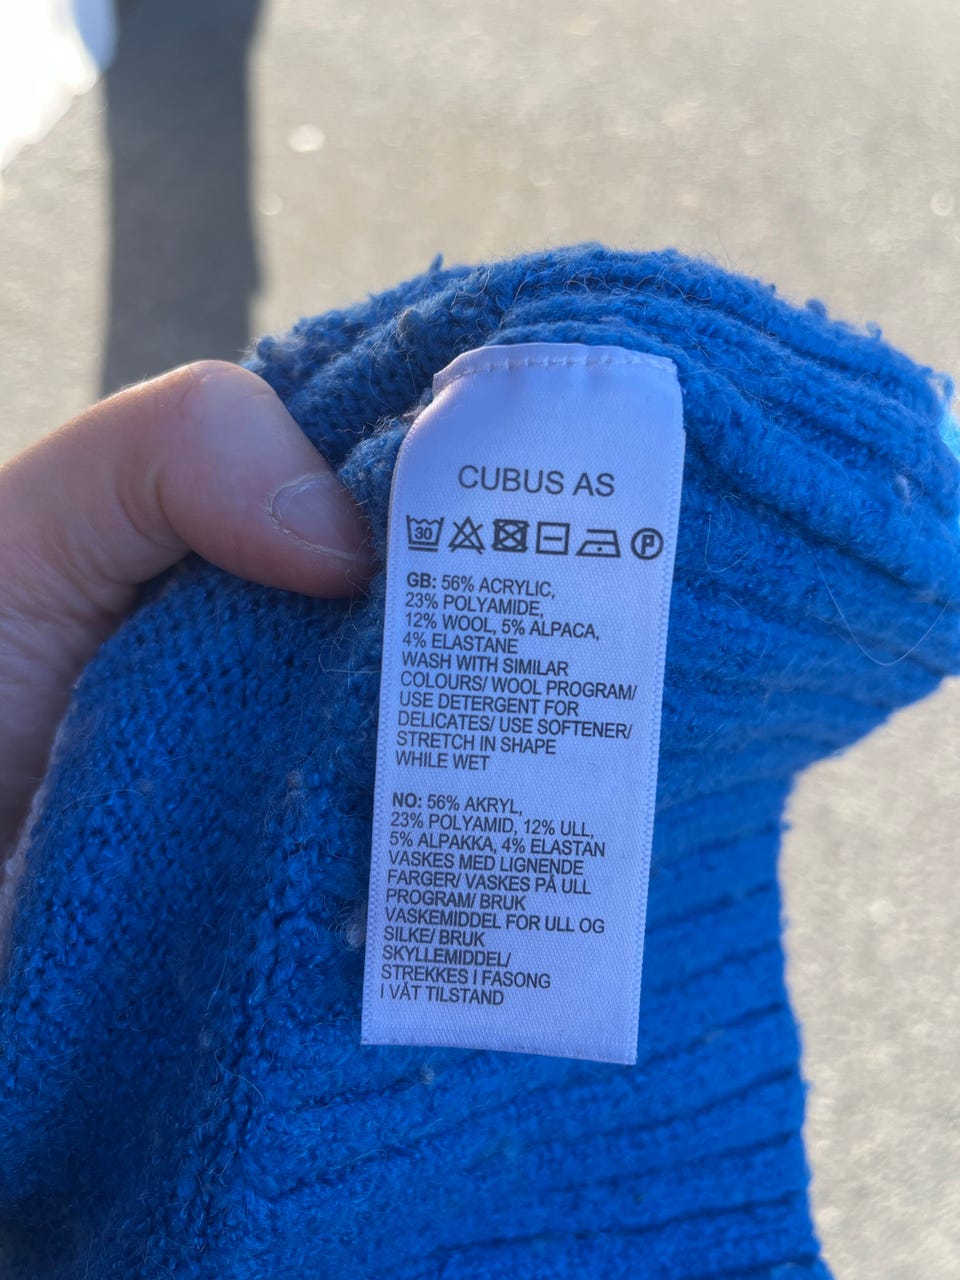 CUBUS AS
30 P
GB: 56% ACRYLIC,
23% POLYAMIDE,
12% WOOL, 5% ALPACA,
4% ELASTANE
WASH WITH SIMILAR
COLOURS/ WOOL PROGRAM/
USE DETERGENT FOR
DELICATES/ USE SOFTENER/
STRETCH IN SHAPE
WHILE WET
NO: 56% AKRYL,
23% POLYAMID, 12% ULL,
5% ALPAKKA, 4% ELASTAN
VASKES MED LIGNENDE
FARGER/ VASKES PÅ ULL
PROGRAM/ BRUK
VASKEMIDDEL FOR ULL OG
SILKE/ BRUK
SKYLLEMIDDEL/
STREKKES I FASONG
I VÅT TILSTAND